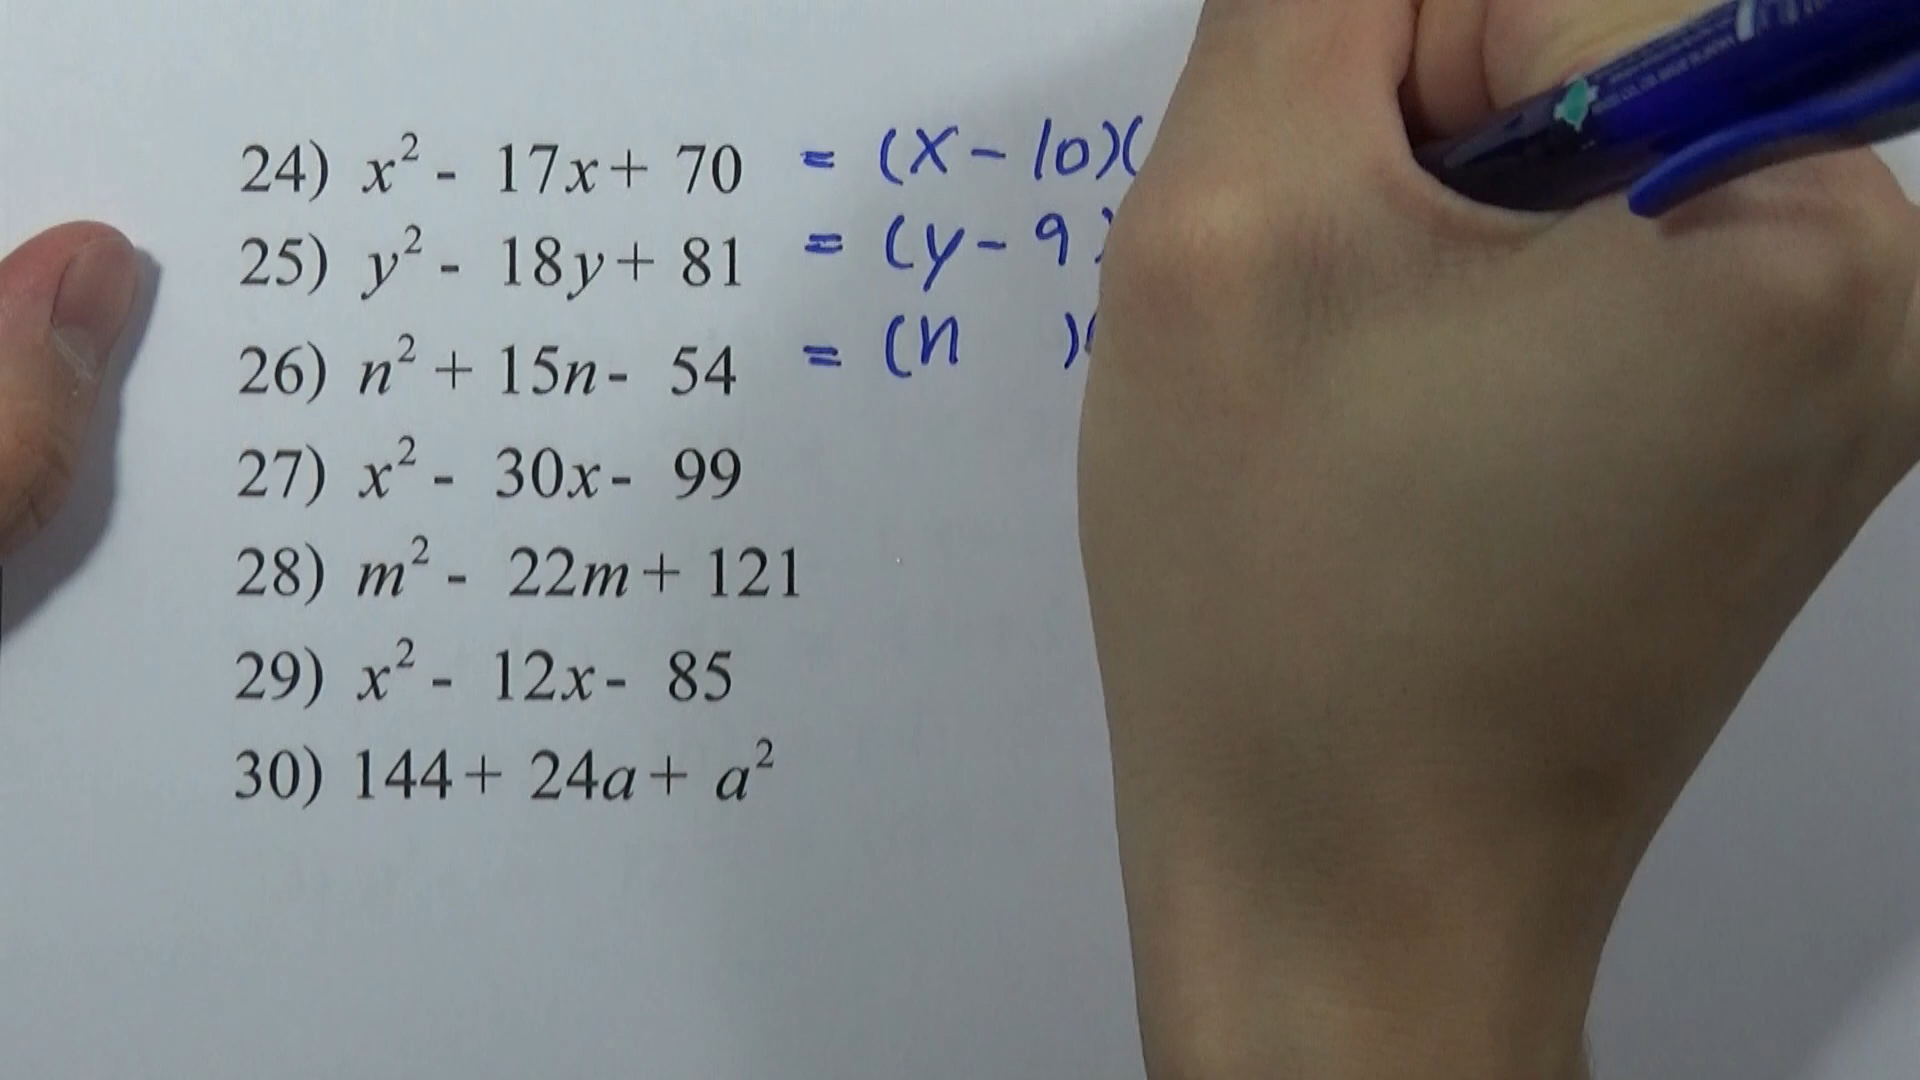 24) x² - 17x + 70 = (x - 10)(
25) y² - 18y + 81 = (y - 9)
26) n² + 15n - 54 = (n )(
27) x² - 30x - 99
28) m² - 22m + 121
29) x² - 12x - 85
30) 144 + 24a + a²